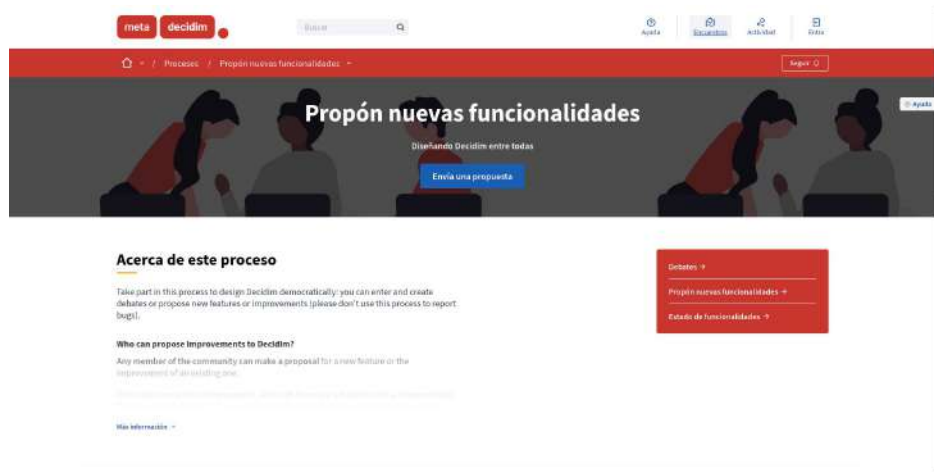 meta decidim
Buscar
Ayuda
Encuentros
Actividad
Entra
/ Procesos / Propón nuevas funcionalidades
Seguir
Propón nuevas funcionalidades
Diseñando Decidim entre todas
Envía una propuesta
Ayuda
Acerca de este proceso
Take part in this process to design Decidim democratically: you can enter and create
debates or propose new features or improvements (please don't use this process to report
bugs).
Who can propose improvements to Decidim?
Any member of the community can make a proposal for a new feature or the
improvement of an existing one.
Más información
Debates →
Propón nuevas funcionalidades →
Estado de funcionalidades →